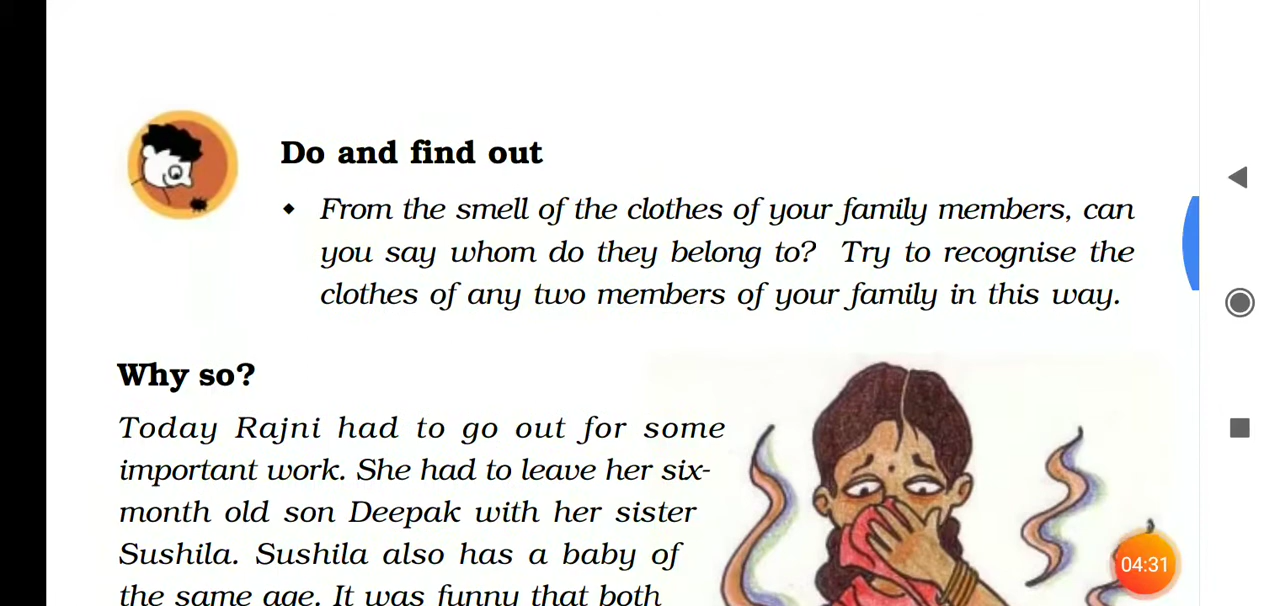 Do and find out
◆ From the smell of the clothes of your family members, can
you say whom do they belong to? Try to recognise the
clothes of any two members of your family in this way.
Why so?
Today Rajni had to go out for some
important work. She had to leave her six-
month old son Deepak with her sister
Sushila. Sushila also has a baby of
the same age. It was funny that both
04:31